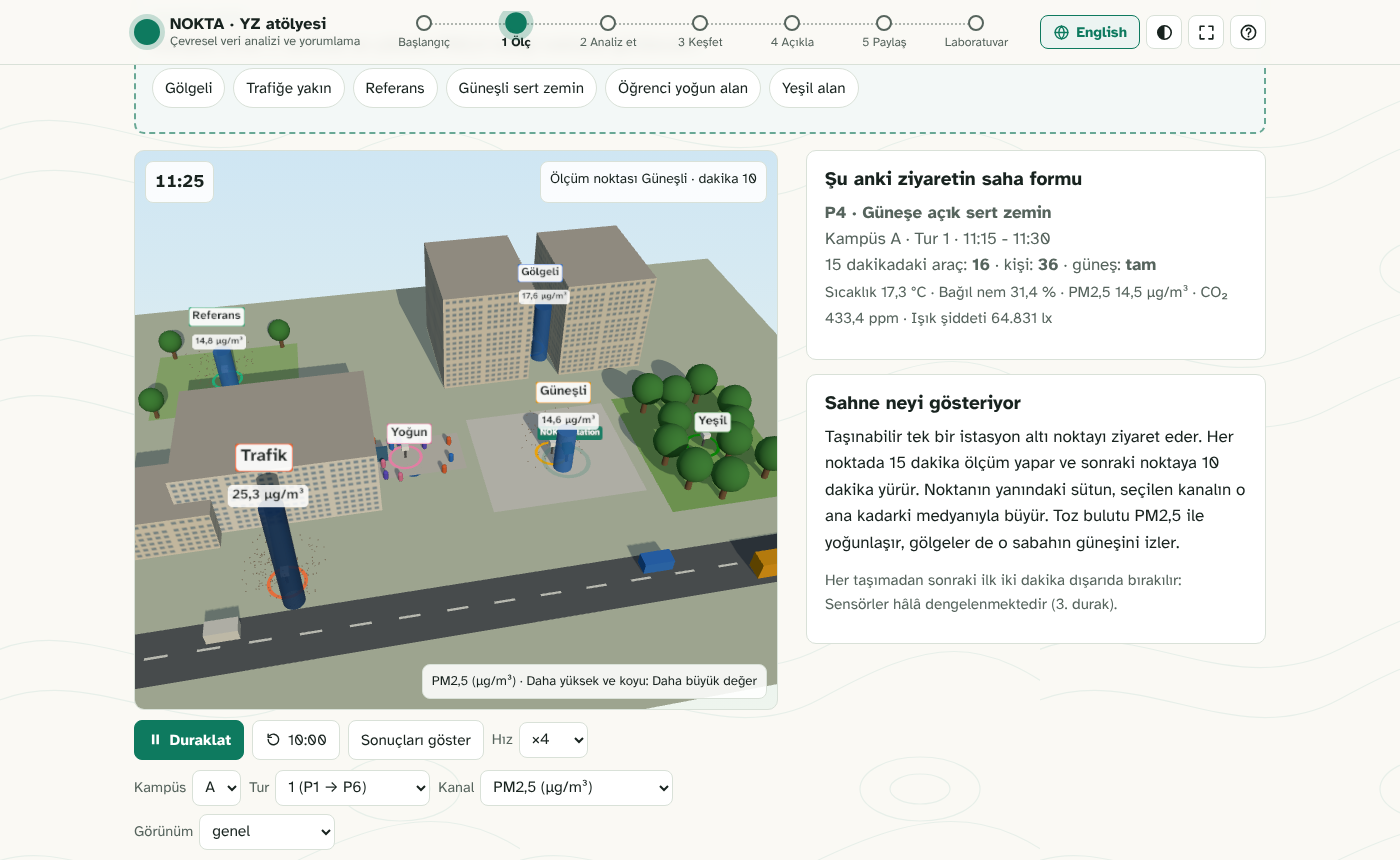 NOKTA · YZ atölyesi
Çevresel veri analizi ve yorumlama
Başlangıç
1 Ölç
2 Analiz et
3 Keşfet
4 Açıkla
5 Paylaş
Laboratuvar
English
Gölgeli
Trafiğe yakın
Referans
Güneşli sert zemin
Öğrenci yoğun alan
Yeşil alan
11:25
Ölçüm noktası Güneşli · dakika 10
Gölgeli
17,6 µg/m³
Referans
14,8 µg/m³
Güneşli
14,6 µg/m³
Yoğun
Yeşil
Trafik
25,3 µg/m³
PM2,5 (µg/m³) · Daha yüksek ve koyu: Daha büyük değer
Duraklat
10:00
Sonuçları göster
Hız
×4
Kampüs
A
Tur
1 (P1 → P6)
Kanal
PM2,5 (µg/m³)
Görünüm
genel
Şu anki ziyaretin saha formu
P4 · Güneşe açık sert zemin
Kampüs A · Tur 1 · 11:15 - 11:30
15 dakikadaki araç: 16 · kişi: 36 · güneş: tam
Sıcaklık 17,3 °C · Bağıl nem 31,4 % · PM2,5 14,5 µg/m³ · CO₂
433,4 ppm · Işık şiddeti 64.831 lx
Sahne neyi gösteriyor
Taşınabilir tek bir istasyon altı noktayı ziyaret eder. Her
noktada 15 dakika ölçüm yapar ve sonraki noktaya 10
dakika yürür. Noktanın yanındaki sütun, seçilen kanalın o
ana kadarki medyanıyla büyür. Toz bulutu PM2,5 ile
yoğunlaşır, gölgeler de o sabahın güneşini izler.
Her taşımadan sonraki ilk iki dakika dışarıda bırakılır:
Sensörler hâlâ dengelenmektedir (3. durak).